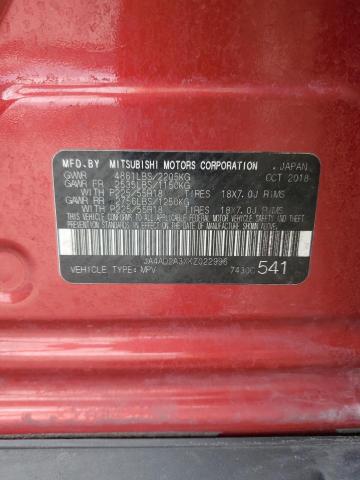 MFD.BY MITSUBISHI MOTORS CORPORATION , JAPAN
GVWR 4861LBS/2205KG OCT 2018
GAWR FR 2535LBS/1150KG
WITH P225/55R18 TIRES 18X7.0J RIMS
GAWR RR 2756LBS/1250KG
WITH P225/55R18 TIRES 18X7.0J RIMS
THIS VEHICLE CONFORMS TO ALL APPLICABLE FEDERAL MOTOR VEHICLE SAFETY, BUMPER, AND THEFT
PREVENTION STANDARDS IN EFFECT ON THE DATE OF MANUFACTURE SHOWN ABOVE.
VEHICLE TYPE: MPV 7430C 541